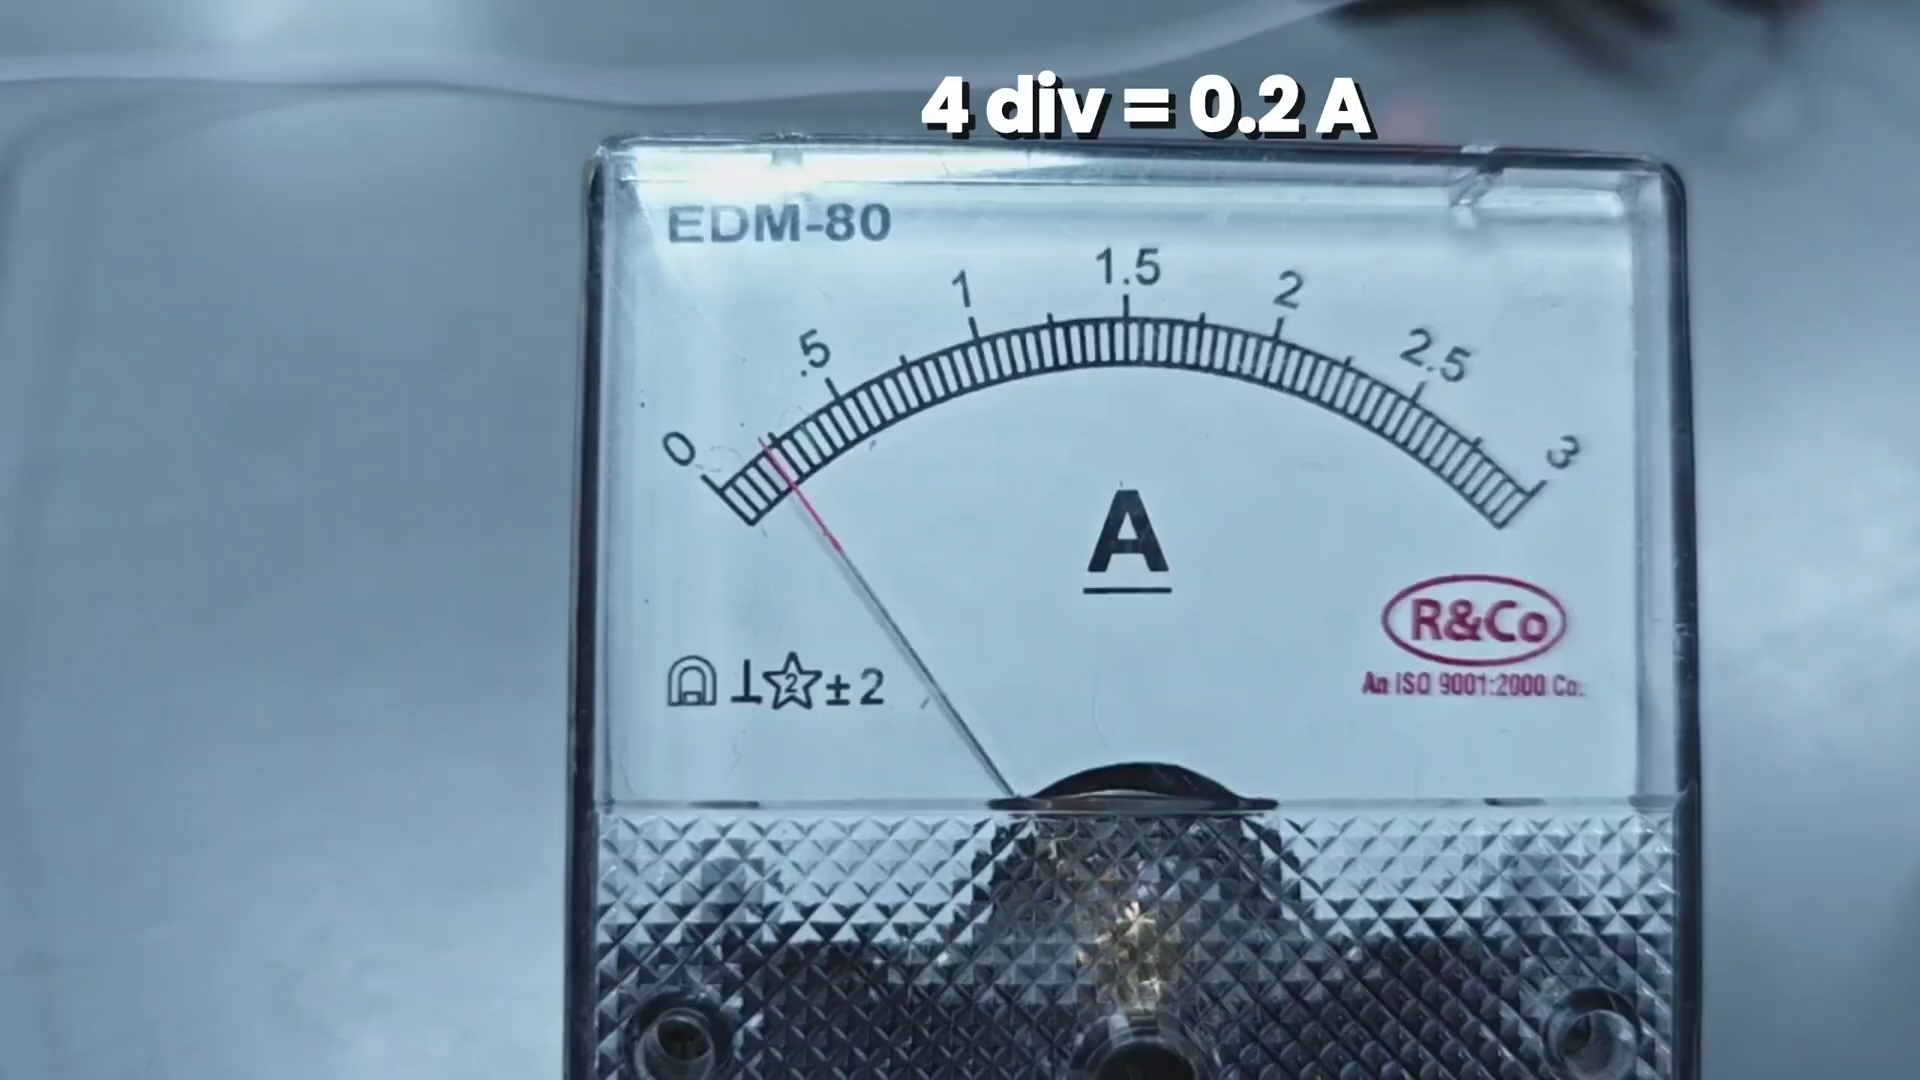 4 div = 0.2 A
EDM-80
0 .5 1 1.5 2 2.5 3
A
R&Co
An ISO 9001:2000 Co.
2 ± 2